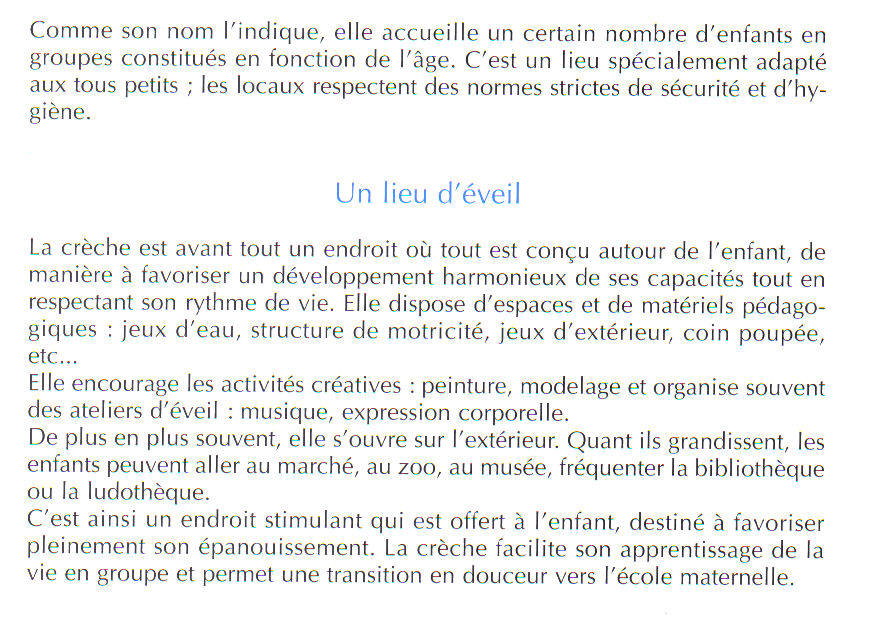 Comme son nom l'indique, elle accueille un certain nombre d'enfants en
groupes constitués en fonction de l'âge. C'est un lieu spécialement adapté
aux tous petits ; les locaux respectent des normes strictes de sécurité et d'hy-
giène.
Un lieu d'éveil
La crèche est avant tout un endroit où tout est conçu autour de l'enfant, de
manière à favoriser un développement harmonieux de ses capacités tout en
respectant son rythme de vie. Elle dispose d'espaces et de matériels pédago-
giques : jeux d'eau, structure de motricité, jeux d'extérieur, coin poupée,
etc...
Elle encourage les activités créatives : peinture, modelage et organise souvent
des ateliers d'éveil : musique, expression corporelle.
De plus en plus souvent, elle s'ouvre sur l'extérieur. Quant ils grandissent, les
enfants peuvent aller au marché, au zoo, au musée, fréquenter la bibliothèque
ou la ludothèque.
C'est ainsi un endroit stimulant qui est offert à l'enfant, destiné à favoriser
pleinement son épanouissement. La crèche facilite son apprentissage de la
vie en groupe et permet une transition en douceur vers l'école maternelle.